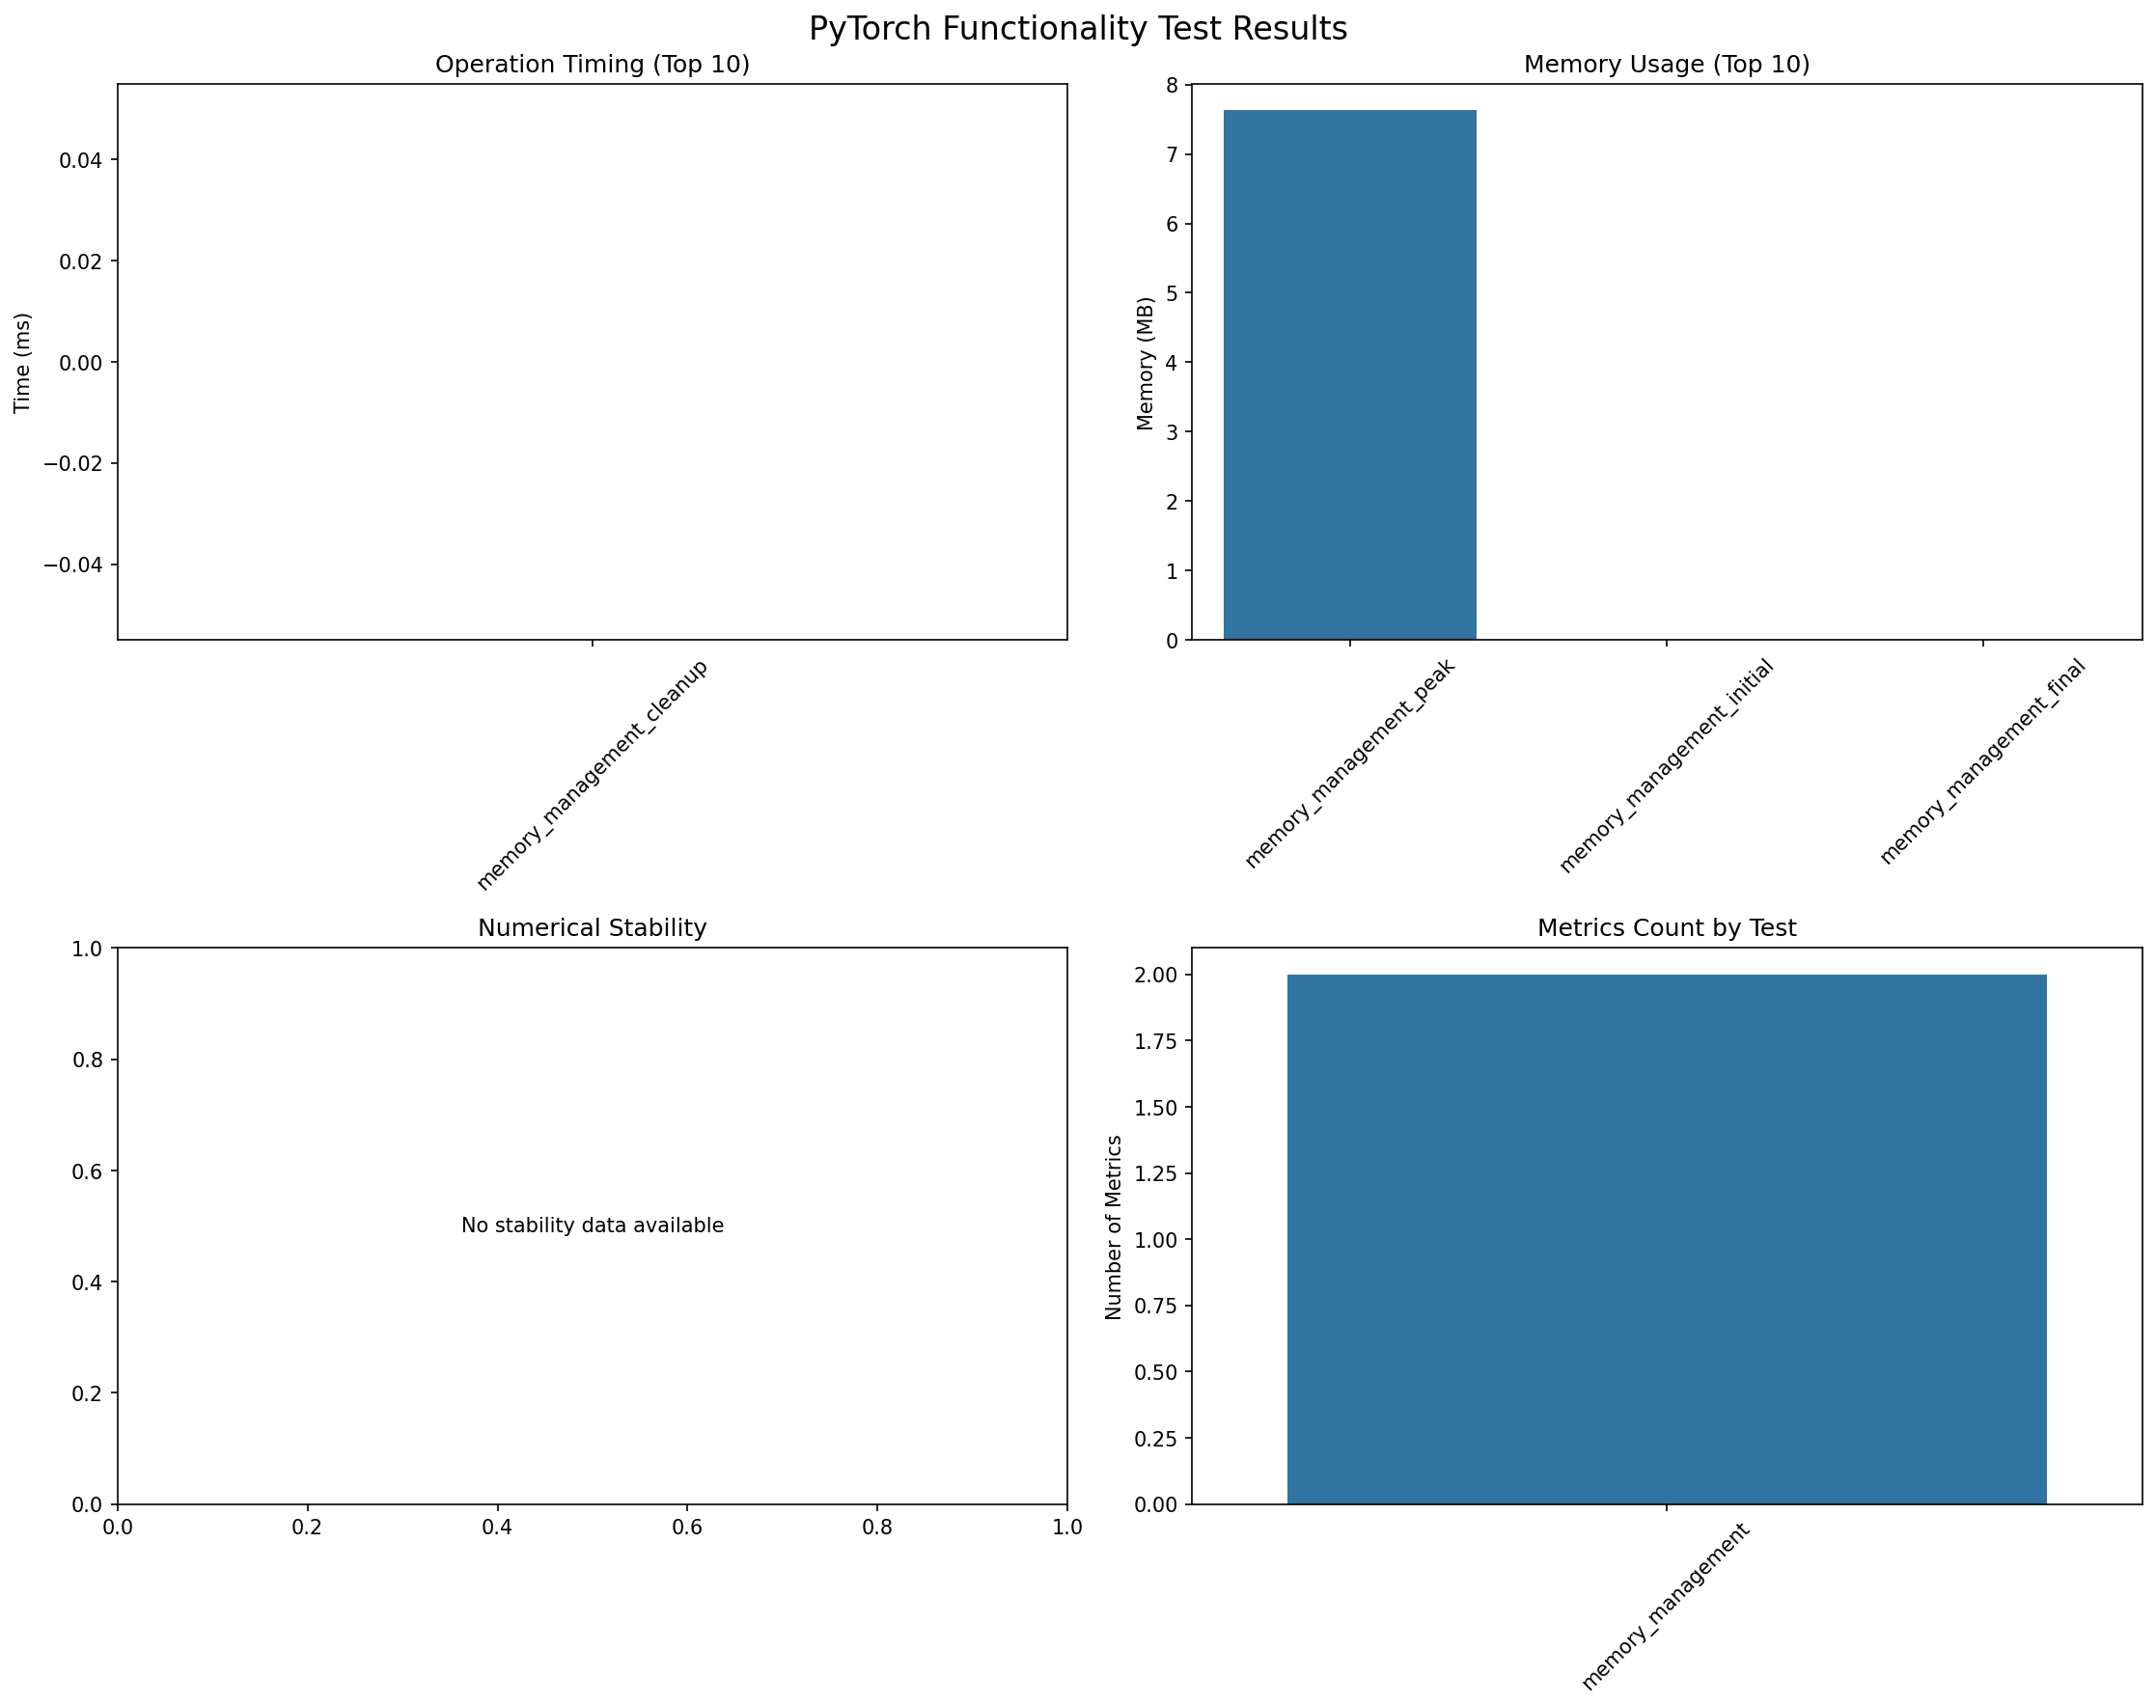 PyTorch Functionality Test Results
Operation Timing (Top 10)
Time (ms)
0.04
0.02
0.00
−0.02
−0.04
memory_management_cleanup
Memory Usage (Top 10)
Memory (MB)
8
7
6
5
4
3
2
1
0
memory_management_peak
memory_management_initial
memory_management_final
Numerical Stability
1.0
0.8
0.6
0.4
0.2
0.0
No stability data available
0.0 0.2 0.4 0.6 0.8 1.0
Metrics Count by Test
Number of Metrics
2.00
1.75
1.50
1.25
1.00
0.75
0.50
0.25
0.00
memory_management